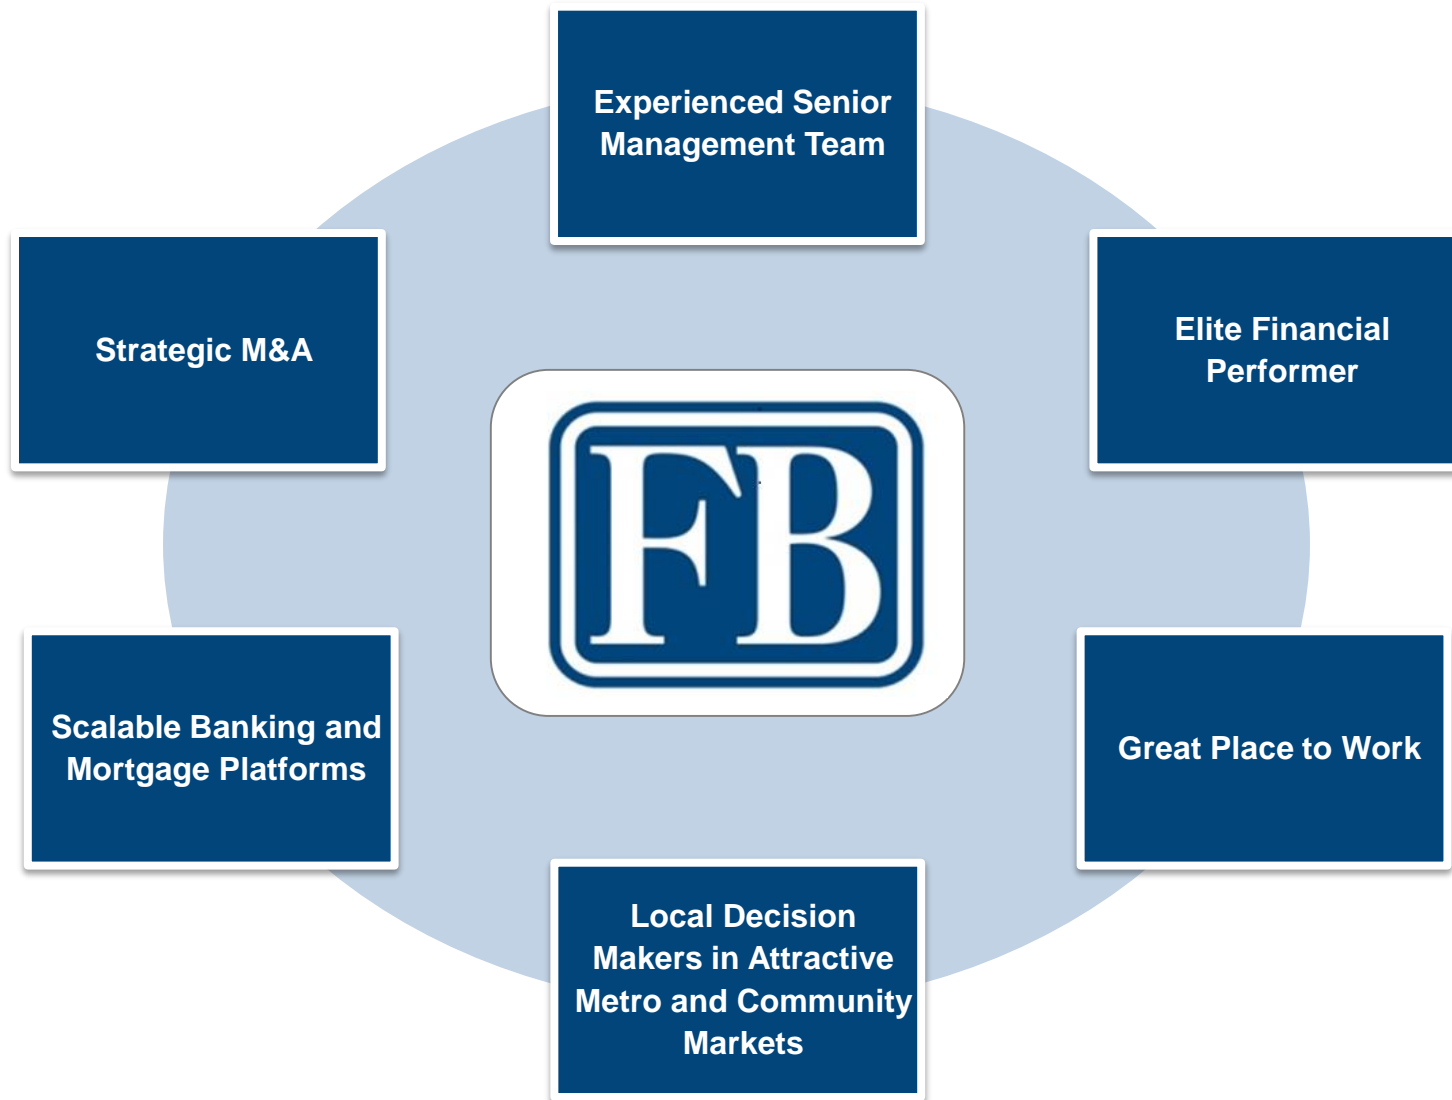 Experienced Senior
Management Team
Strategic M&A
Elite Financial
Performer
FB
Scalable Banking and
Mortgage Platforms
Great Place to Work
Local Decision
Makers in Attractive
Metro and Community
Markets